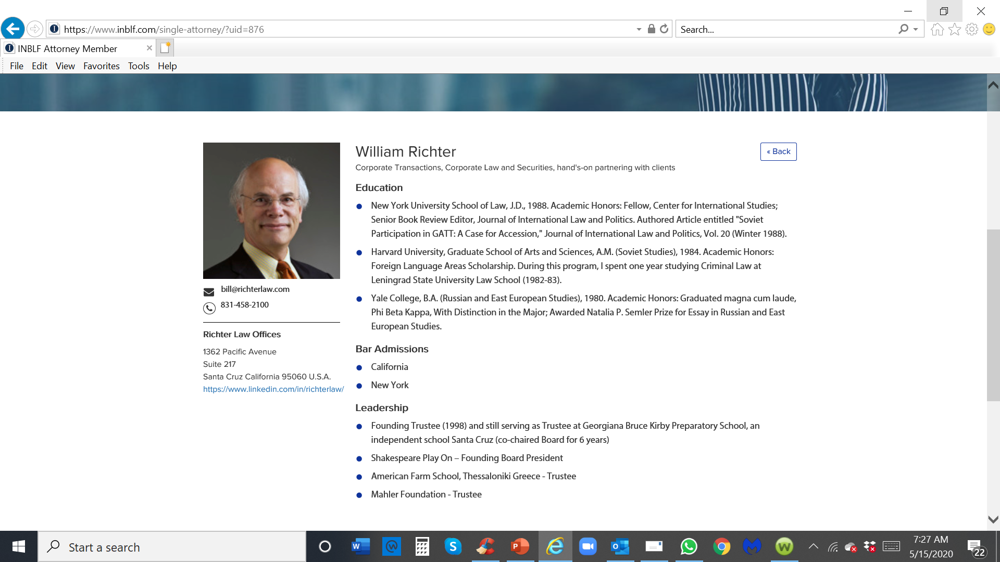 https://www.inblf.com/single-attorney/?uid=876
Search...
INBLF Attorney Member
File Edit View Favorites Tools Help
William Richter
« Back
Corporate Transactions, Corporate Law and Securities, hand's-on partnering with clients
Education
New York University School of Law, J.D., 1988. Academic Honors: Fellow, Center for International Studies;
Senior Book Review Editor, Journal of International Law and Politics. Authored Article entitled "Soviet
Participation in GATT: A Case for Accession," Journal of International Law and Politics, Vol. 20 (Winter 1988).
Harvard University, Graduate School of Arts and Sciences, A.M. (Soviet Studies), 1984. Academic Honors:
Foreign Language Areas Scholarship. During this program, I spent one year studying Criminal Law at
Leningrad State University Law School (1982-83).
Yale College, B.A. (Russian and East European Studies), 1980. Academic Honors: Graduated magna cum laude,
Phi Beta Kappa, With Distinction in the Major; Awarded Natalia P. Semler Prize for Essay in Russian and East
European Studies.
Bar Admissions
California
New York
Leadership
Founding Trustee (1998) and still serving as Trustee at Georgiana Bruce Kirby Preparatory School, an
independent school Santa Cruz (co-chaired Board for 6 years)
Shakespeare Play On – Founding Board President
American Farm School, Thessaloniki Greece - Trustee
Mahler Foundation - Trustee
bill@richterlaw.com
831-458-2100
Richter Law Offices
1362 Pacific Avenue
Suite 217
Santa Cruz California 95060 U.S.A.
https://www.linkedin.com/in/richterlaw/
Start a search
7:27 AM
5/15/2020
22